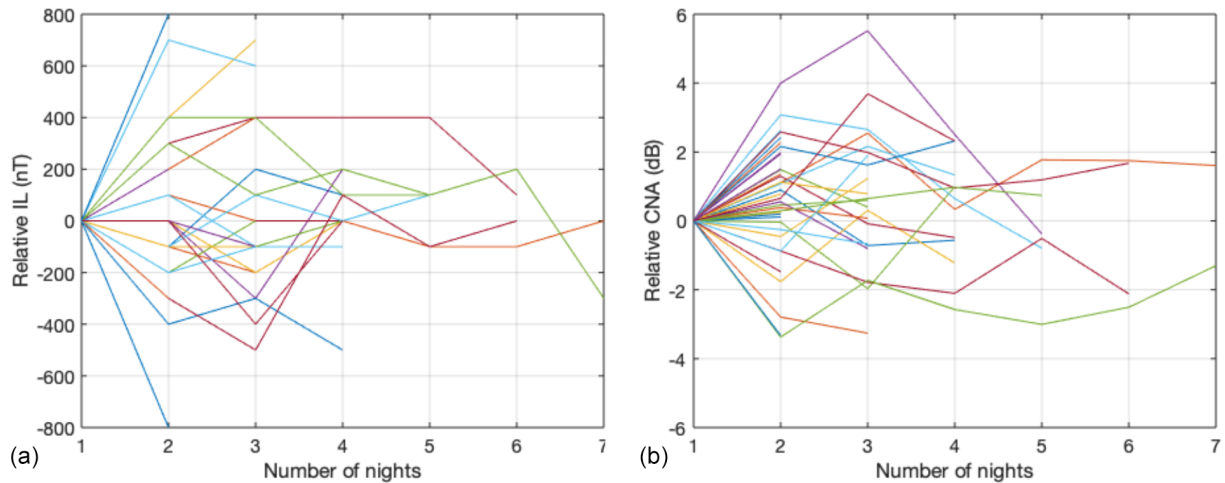 800
600
400
200
0
-200
-400
-600
-800
Relative IL (nT)
1 2 3 4 5 6 7
Number of nights
(a)
6
4
2
0
-2
-4
-6
Relative CNA (dB)
1 2 3 4 5 6 7
Number of nights
(b)